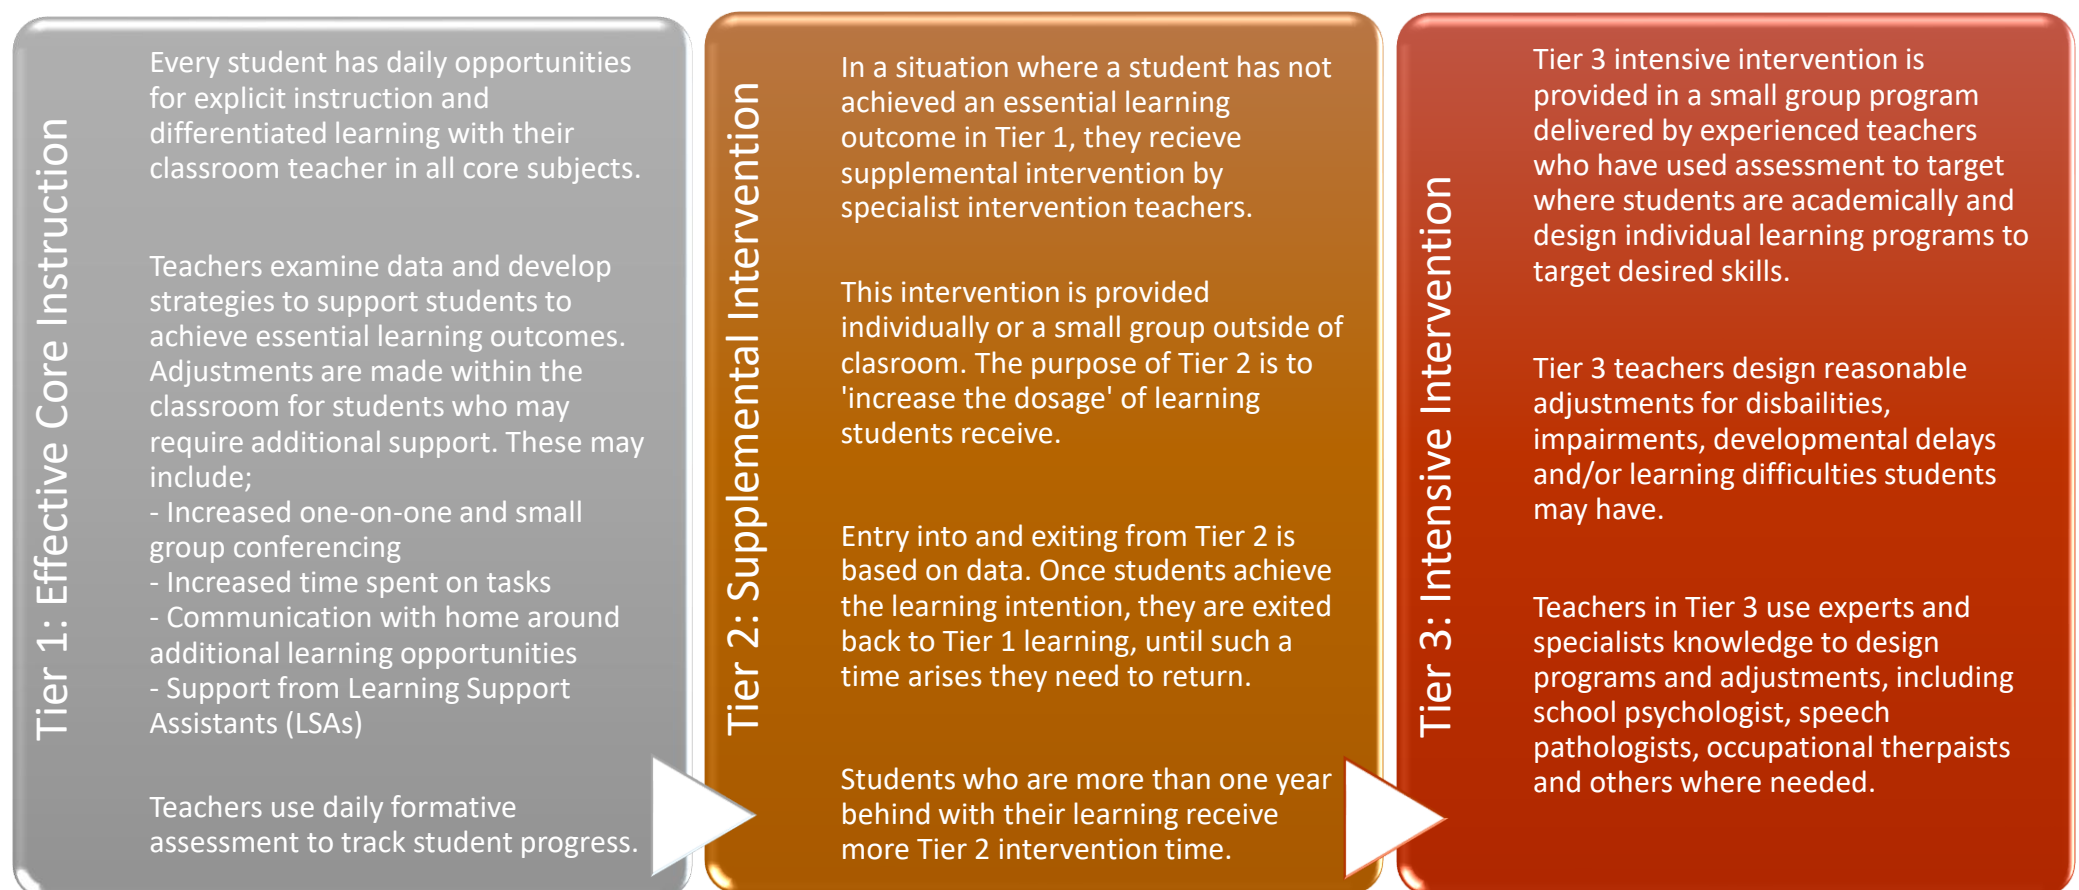 Tier 1: Effective Core Instruction
Every student has daily opportunities
for explicit instruction and
differentiated learning with their
classroom teacher in all core subjects.
Teachers examine data and develop
strategies to support students to
achieve essential learning outcomes.
Adjustments are made within the
classroom for students who may
require additional support. These may
include;
- Increased one-on-one and small
group conferencing
- Increased time spent on tasks
- Communication with home around
additional learning opportunities
- Support from Learning Support
Assistants (LSAs)
Teachers use daily formative
assessment to track student progress.
Tier 2: Supplemental Intervention
In a situation where a student has not
achieved an essential learning
outcome in Tier 1, they recieve
supplemental intervention by
specialist intervention teachers.
This intervention is provided
individually or a small group outside of
clasroom. The purpose of Tier 2 is to
'increase the dosage' of learning
students receive.
Entry into and exiting from Tier 2 is
based on data. Once students achieve
the learning intention, they are exited
back to Tier 1 learning, until such a
time arises they need to return.
Students who are more than one year
behind with their learning receive
more Tier 2 intervention time.
Tier 3: Intensive Intervention
Tier 3 intensive intervention is
provided in a small group program
delivered by experienced teachers
who have used assessment to target
where students are academically and
design individual learning programs to
target desired skills.
Tier 3 teachers design reasonable
adjustments for disbailities,
impairments, developmental delays
and/or learning difficulties students
may have.
Teachers in Tier 3 use experts and
specialists knowledge to design
programs and adjustments, including
school psychologist, speech
pathologists, occupational therpaists
and others where needed.